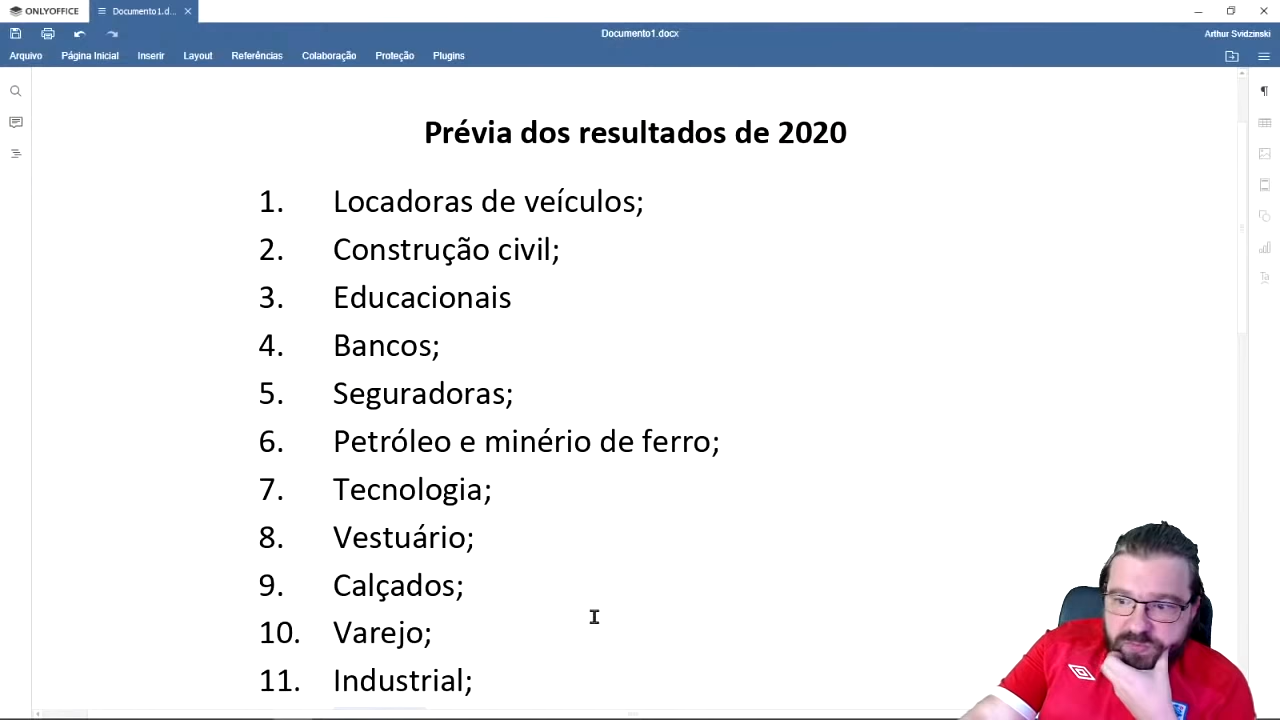 ONLYOFFICE
Documento1.d...
Documento1.docx
Arthur Svidzinski
Arquivo Página Inicial Inserir Layout Referências Colaboração Proteção Plugins
Prévia dos resultados de 2020
1. Locadoras de veículos;
2. Construção civil;
3. Educacionais
4. Bancos;
5. Seguradoras;
6. Petróleo e minério de ferro;
7. Tecnologia;
8. Vestuário;
9. Calçados;
10. Varejo;
11. Industrial;